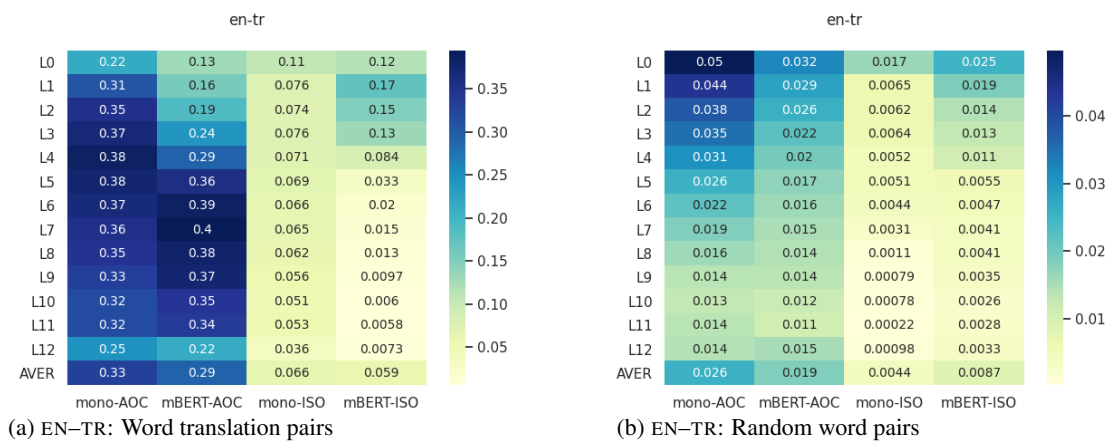 en-tr
L0 0.22 0.13 0.11 0.12
L1 0.31 0.16 0.076 0.17
L2 0.35 0.19 0.074 0.15
L3 0.37 0.24 0.076 0.13
L4 0.38 0.29 0.071 0.084
L5 0.38 0.36 0.069 0.033
L6 0.37 0.39 0.066 0.02
L7 0.36 0.4 0.065 0.015
L8 0.35 0.38 0.062 0.013
L9 0.33 0.37 0.056 0.0097
L10 0.32 0.35 0.051 0.006
L11 0.32 0.34 0.053 0.0058
L12 0.25 0.22 0.036 0.0073
AVER 0.33 0.29 0.066 0.059
mono-AOC mBERT-AOC mono-ISO mBERT-ISO
0.35
0.30
0.25
0.20
0.15
0.10
0.05
(a) EN–TR: Word translation pairs
en-tr
L0 0.05 0.032 0.017 0.025
L1 0.044 0.029 0.0065 0.019
L2 0.038 0.026 0.0062 0.014
L3 0.035 0.022 0.0064 0.013
L4 0.031 0.02 0.0052 0.011
L5 0.026 0.017 0.0051 0.0055
L6 0.022 0.016 0.0044 0.0047
L7 0.019 0.015 0.0031 0.0041
L8 0.016 0.014 0.0011 0.0041
L9 0.014 0.014 0.00079 0.0035
L10 0.013 0.012 0.00078 0.0026
L11 0.014 0.011 0.00022 0.0028
L12 0.014 0.015 0.00098 0.0033
AVER 0.026 0.019 0.0044 0.0087
mono-AOC mBERT-AOC mono-ISO mBERT-ISO
0.04
0.03
0.02
0.01
(b) EN–TR: Random word pairs